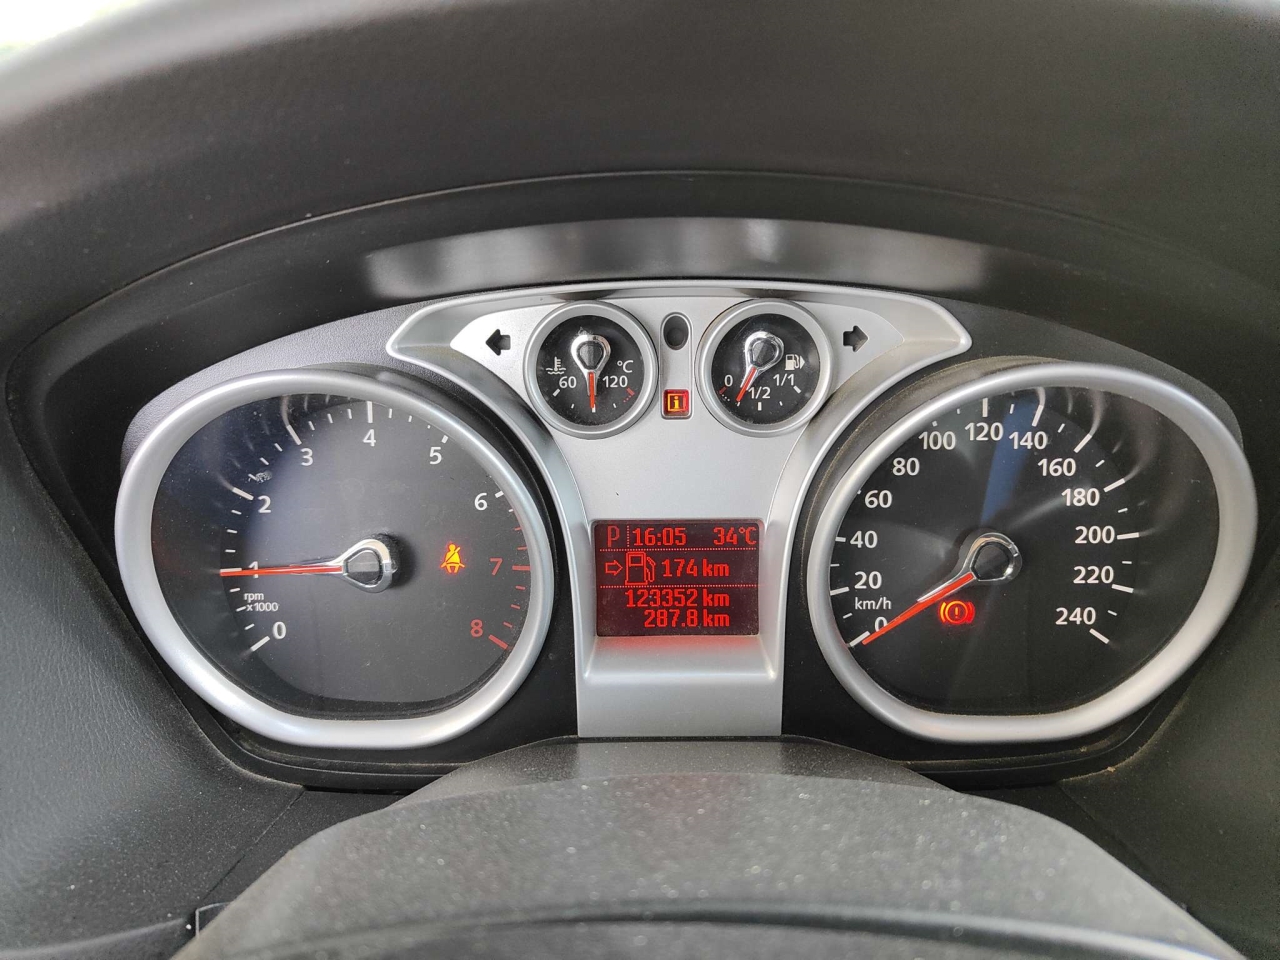 60 120 °C
0 1/2 1/1
i
0 1 2 3 4 5 6 7 8
rpm
x1000
P 16:05 34°C
174 km
123352 km
287.8 km
0 20 40 60 80 100 120 140 160 180 200 220 240
km/h